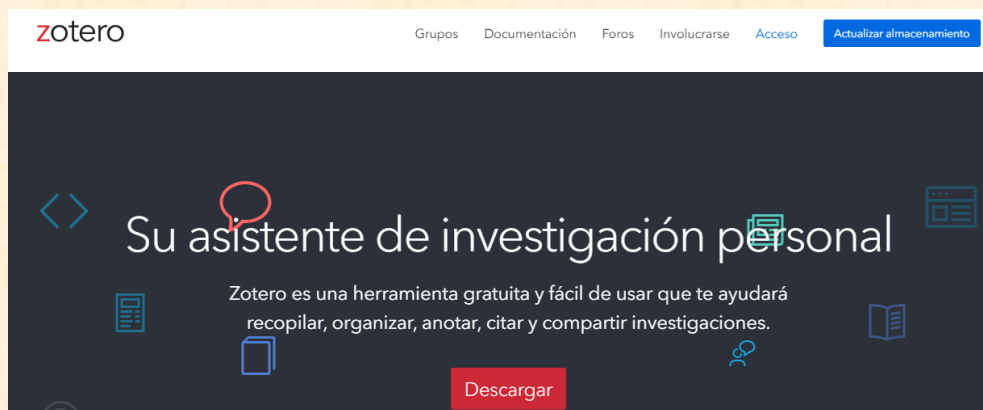 zotero
Grupos Documentación Foros Involucrarse Acceso Actualizar almacenamiento
Su asistente de investigación personal
Zotero es una herramienta gratuita y fácil de usar que te ayudará
recopilar, organizar, anotar, citar y compartir investigaciones.
Descargar